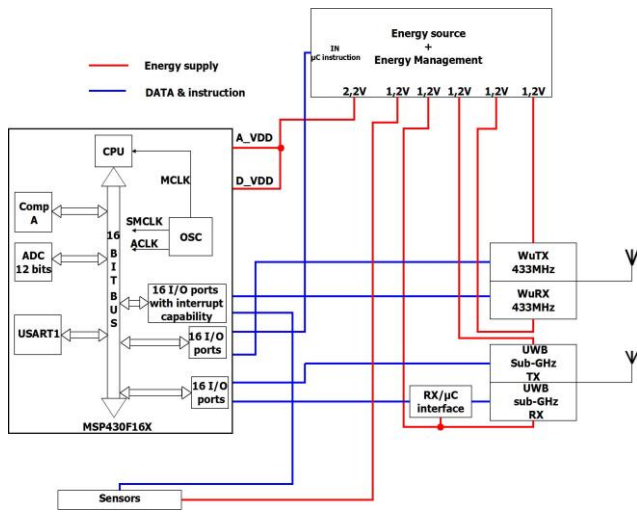 Energy source
+
Energy Management
IN
µC instruction
2,2V 1,2V 1,2V 1,2V 1,2V 1,2V
Energy supply
DATA & instruction
A_VDD
D_VDD
CPU
MCLK
Comp
A
SMCLK
ACLK
OSC
16
BIT BUS
ADC
12 bits
16 I/O ports
with interrupt
capability
USART1
16 I/O
ports
16 I/O
ports
MSP430F16X
WuTX
433MHz
WuRX
433MHz
UWB
Sub-GHz
TX
UWB
sub-GHz
RX
RX/µC
interface
Sensors